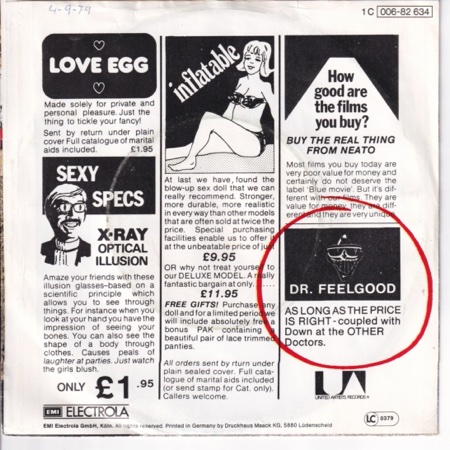 4-9-79
1C 006-82 634
LOVE EGG
Made solely for private and
personal pleasure. Just the
thing to tickle your fancy!
Sent by return under plain
cover Full catalogue of marital
aids included. £1.95
SEXY
SPECS
X-RAY
OPTICAL
ILLUSION
Amaze your friends with these
illusion glasses-based on a
scientific principle which
allows you to see through
things. For instance when you
look at your hand you have the
impression of seeing your
bones. You can also see the
shape of a body through
clothes. Causes peals of
laughter at parties. Just watch
the girls blush.
ONLY £1.95
inflatable
At last we have, found the
blow-up sex doll that we can
really recommend. Stronger,
more durable, more realistic
in every way than other models
that are often sold at twice the
price. Special purchasing
facilities enable us to offer it
at the unbeatable price of just
£9.95
OR why not treat yourself to
our DELUXE MODEL. A really
fantastic bargain at only......
£11.95
FREE GIFTS! Purchase any
doll and for a limited period we
will include absolutely free a
bonus PAK containing a
beautiful pair of lace trimmed
panties.
All orders sent by return under
plain sealed cover. Full cata-
logue of marital aids included
(or send stamp for Cat. only).
Callers welcome.
How
good are
the films
you buy?
BUY THE REAL THING
FROM NEATO
Most films you buy today are
very poor value for money and
certainly do not deserve the
label 'Blue movie'. But it's dif-
ferent with our films. They are
value for money, they are diff-
erent and they are very unique.
DR. FEELGOOD
AS LONG AS THE PRICE
IS RIGHT - coupled with
Down at the OTHER
Doctors.
UA
UNITED ARTISTS RECORDS
EMI ELECTROLA
EMI Electrola GmbH, Köln. All rights reserved. Printed in Germany by Druckhaus Maack KG, 5880 Lüdenscheid
LC 0379